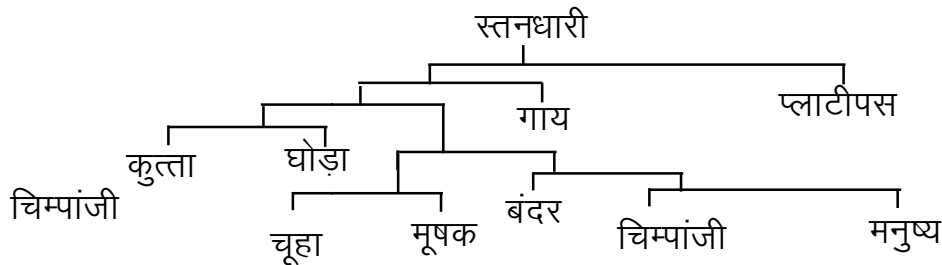 स्तनधारी
गाय
प्लाटीपस
कुत्ता
घोड़ा
चिम्पांजी
चूहा
मूषक
बंदर
चिम्पांजी
मनुष्य